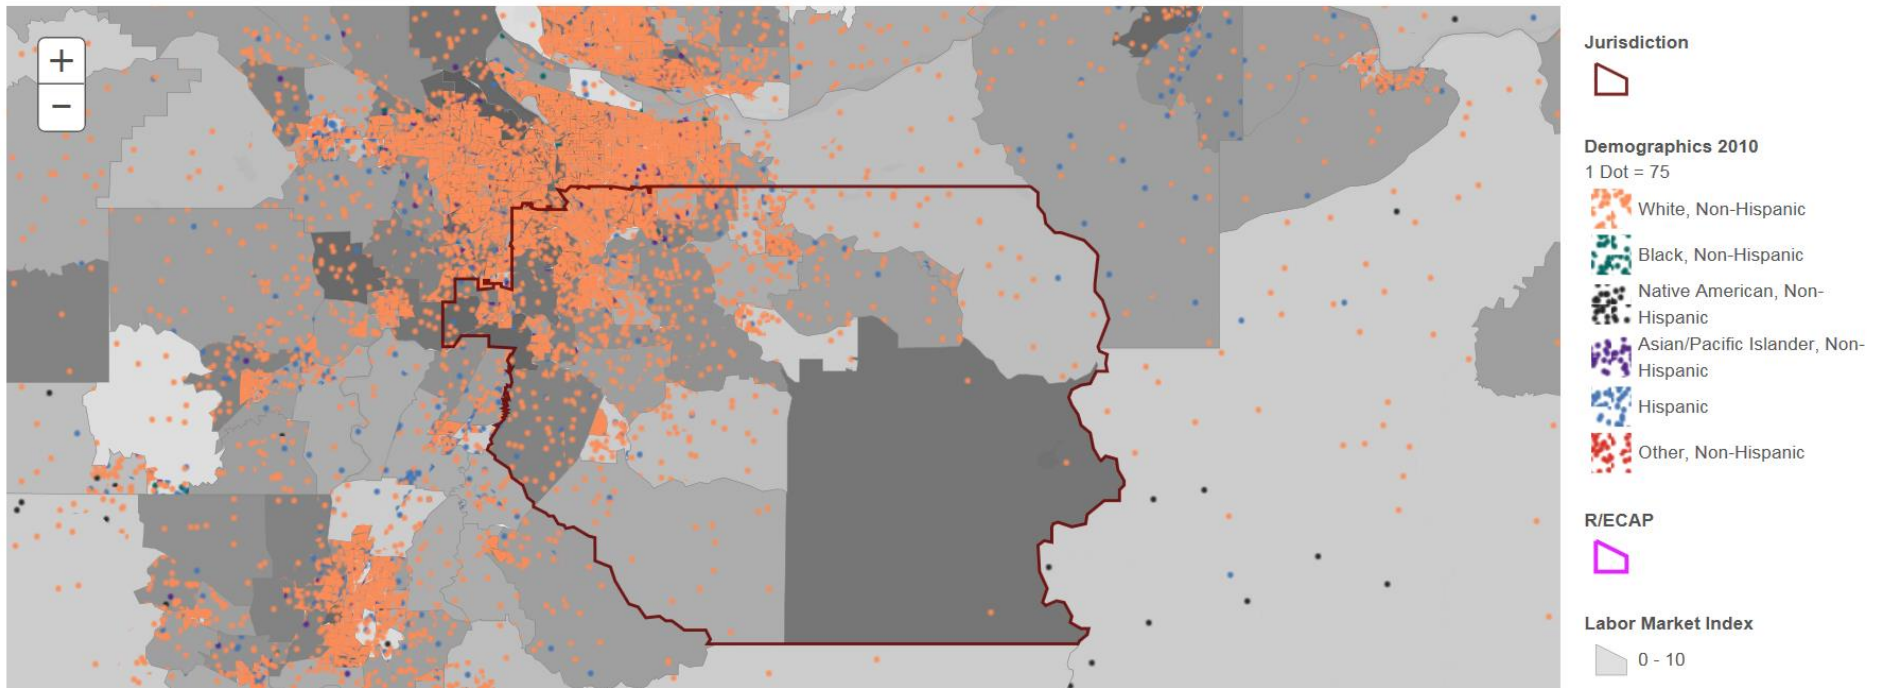 +
−
Jurisdiction
Demographics 2010
1 Dot = 75
White, Non-Hispanic
Black, Non-Hispanic
Native American, Non-
Hispanic
Asian/Pacific Islander, Non-
Hispanic
Hispanic
Other, Non-Hispanic
R/ECAP
Labor Market Index
0 - 10